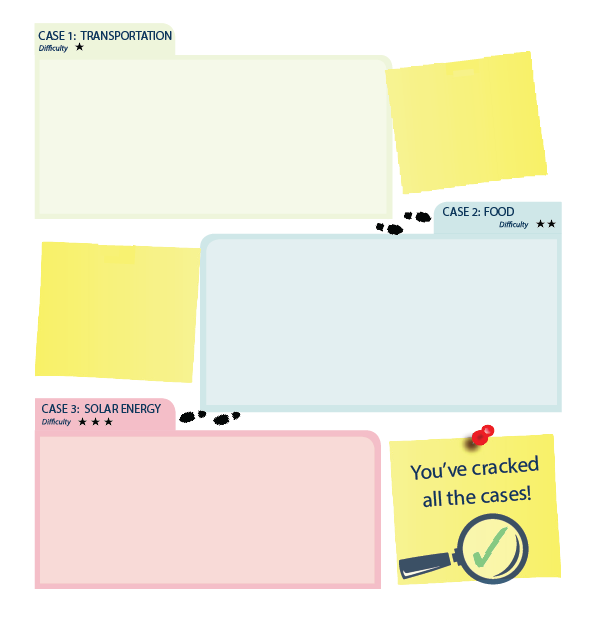 CASE 1: TRANSPORTATION
Difficulty ★
CASE 2: FOOD
Difficulty ★★
CASE 3: SOLAR ENERGY
Difficulty ★★★
You've cracked
all the cases!